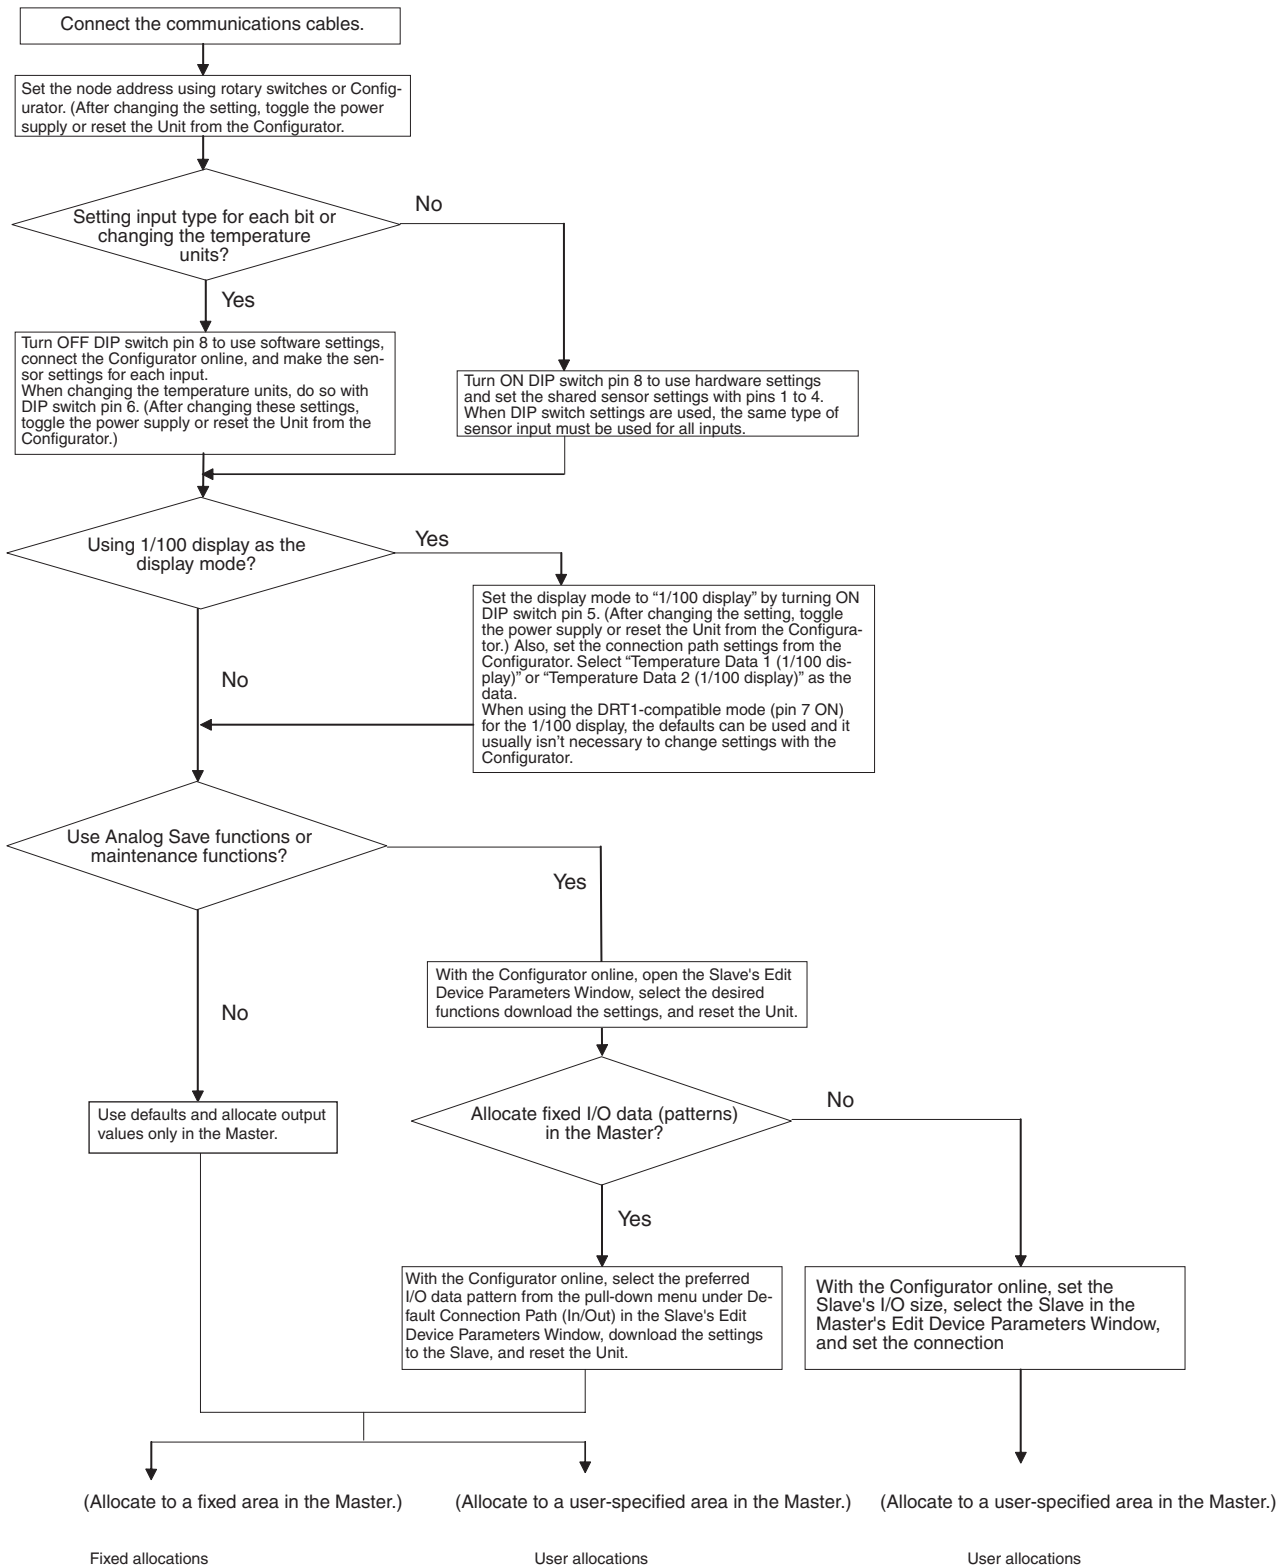 Connect the communications cables.
Set the node address using rotary switches or Config-
urator. (After changing the setting, toggle the power
supply or reset the Unit from the Configurator.
Setting input type for each bit or
changing the temperature
units?
No
Yes
Turn OFF DIP switch pin 8 to use software settings,
connect the Configurator online, and make the sen-
sor settings for each input.
When changing the temperature units, do so with
DIP switch pin 6. (After changing these settings,
toggle the power supply or reset the Unit from the
Configurator.)
Turn ON DIP switch pin 8 to use hardware settings
and set the shared sensor settings with pins 1 to 4.
When DIP switch settings are used, the same type of
sensor input must be used for all inputs.
Using 1/100 display as the
display mode?
Yes
Set the display mode to “1/100 display” by turning ON
DIP switch pin 5. (After changing the setting, toggle
the power supply or reset the Unit from the Configura-
tor.) Also, set the connection path settings from the
Configurator. Select “Temperature Data 1 (1/100 dis-
play)” or “Temperature Data 2 (1/100 display)” as the
data.
When using the DRT1-compatible mode (pin 7 ON)
for the 1/100 display, the defaults can be used and it
usually isn’t necessary to change settings with the
Configurator.
No
Use Analog Save functions or
maintenance functions?
Yes
With the Configurator online, open the Slave's Edit
Device Parameters Window, select the desired
functions download the settings, and reset the Unit.
No
Use defaults and allocate output
values only in the Master.
Allocate fixed I/O data (patterns)
in the Master?
No
Yes
With the Configurator online, select the preferred
I/O data pattern from the pull-down menu under De-
fault Connection Path (In/Out) in the Slave's Edit
Device Parameters Window, download the settings
to the Slave, and reset the Unit.
With the Configurator online, set the
Slave's I/O size, select the Slave in the
Master's Edit Device Parameters Window,
and set the connection
(Allocate to a fixed area in the Master.)
(Allocate to a user-specified area in the Master.)
(Allocate to a user-specified area in the Master.)
Fixed allocations
User allocations
User allocations